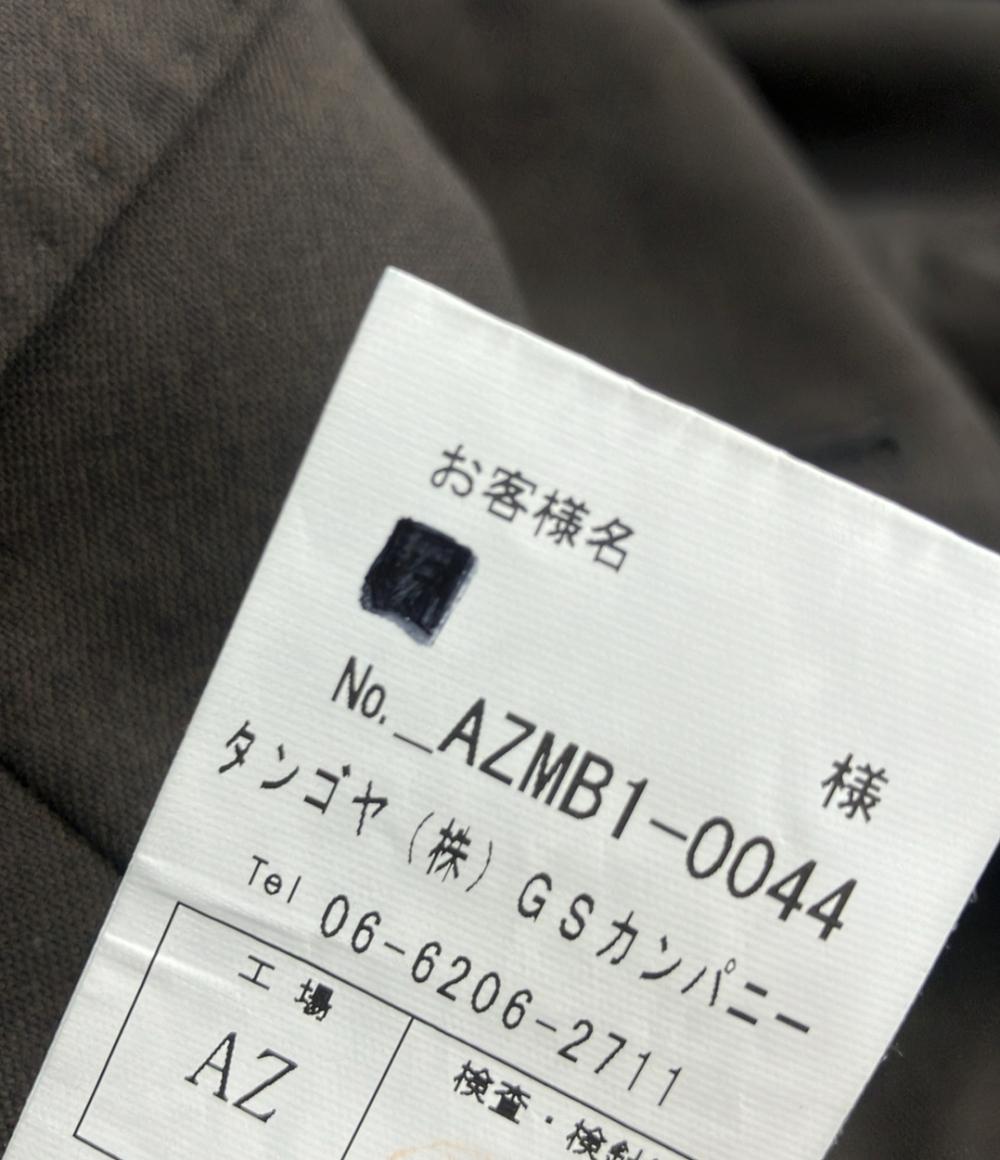 お客様名
様
No._AZMB1-0044
タンゴヤ（株）GSカンパニー
Tel 06-6206-2711
工場
検査・検針
AZ